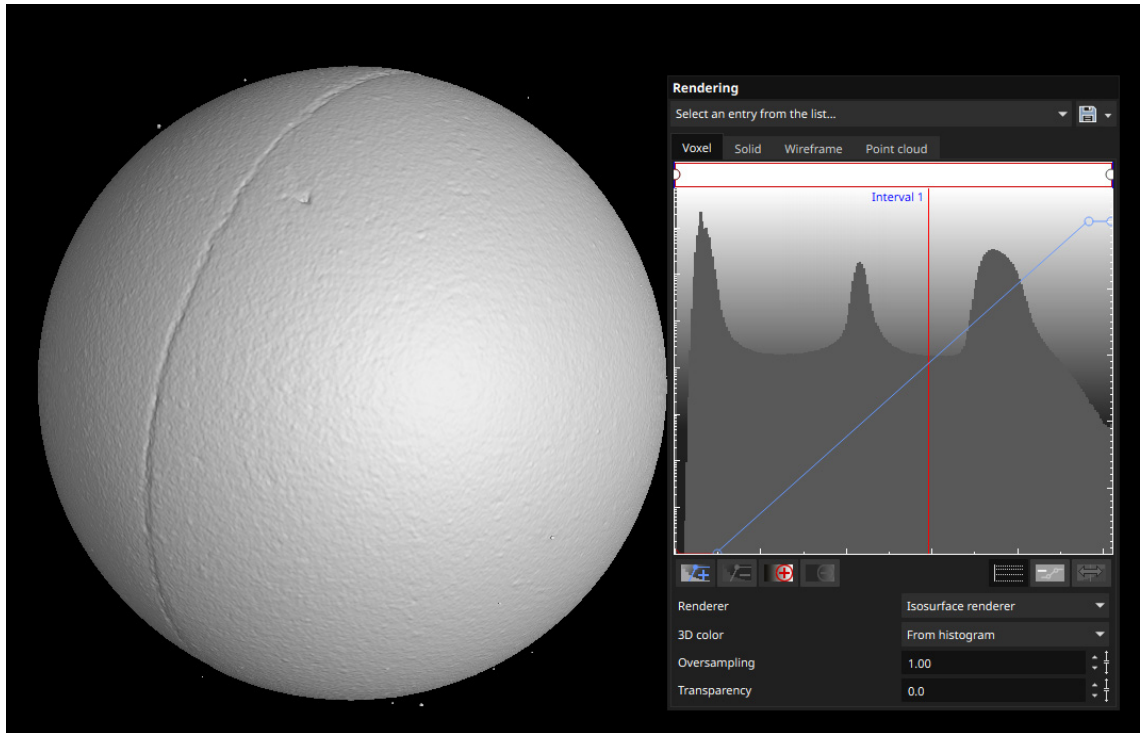 Rendering
Select an entry from the list...
Voxel Solid Wireframe Point cloud
Interval 1
Renderer Isosurface renderer
3D color From histogram
Oversampling 1.00
Transparency 0.0